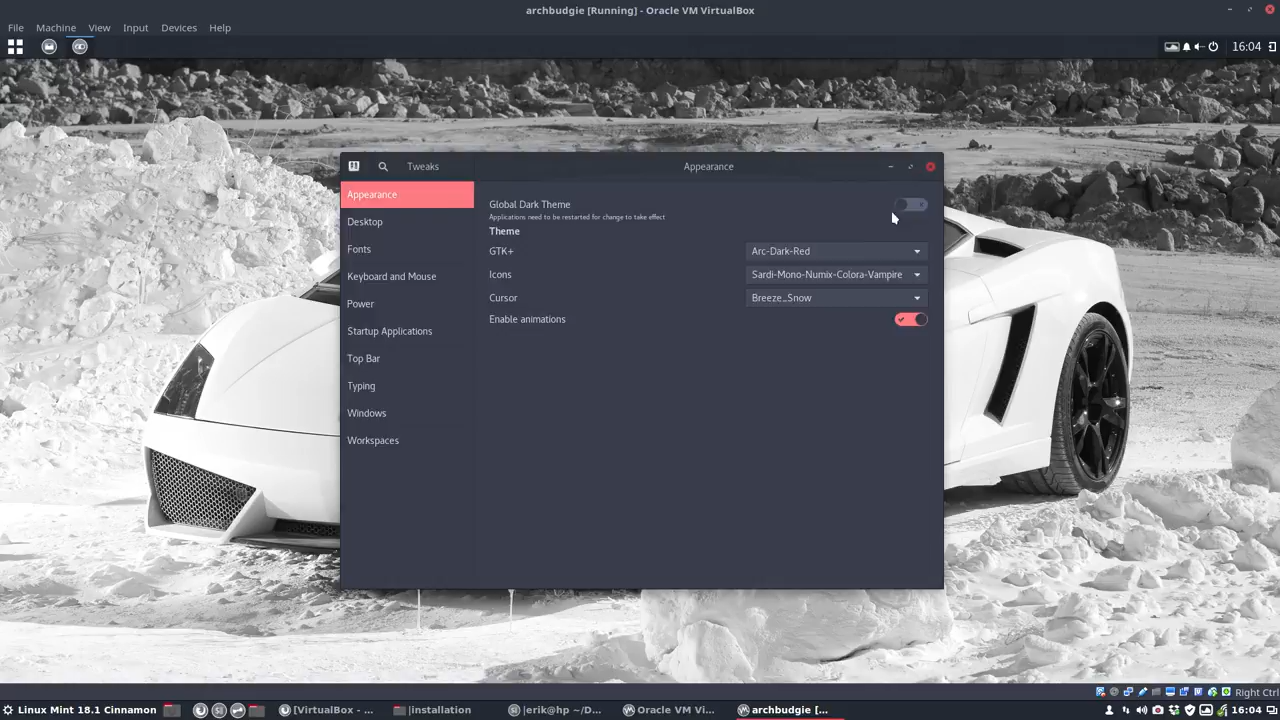 archbudgie [Running] - Oracle VM VirtualBox
File Machine View Input Devices Help
16:04
Tweaks
Appearance
Appearance
Desktop
Fonts
Keyboard and Mouse
Power
Startup Applications
Top Bar
Typing
Windows
Workspaces
Global Dark Theme
Applications need to be restarted for change to take effect
Theme
GTK+ Arc-Dark-Red
Icons Sardi-Mono-Numix-Colora-Vampire
Cursor Breeze_Snow
Enable animations
Right Ctrl
Linux Mint 18.1 Cinnamon [VirtualBox - ... |installation |erik@hp ~/D... Oracle VM Vi... archbudgie [... 16:04